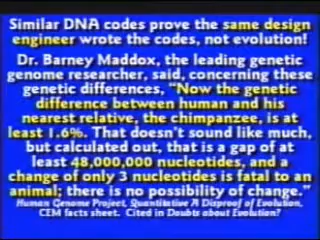 Similar DNA codes prove the same design
engineer wrote the codes, not evolution!
Dr. Barney Maddox, the leading genetic
genome researcher, said, concerning these
genetic differences, "Now the genetic
difference between human and his
nearest relative, the chimpanzee, is at
least 1.6%. That doesn't sound like much,
but calculated out, that is a gap of at
least 48,000,000 nucleotides, and a
change of only 3 nucleotides is fatal to an
animal; there is no possibility of change."
Human Genome Project, Quantitative A Disproof of Evolution,
CEM facts sheet. Cited in Doubts about Evolution?